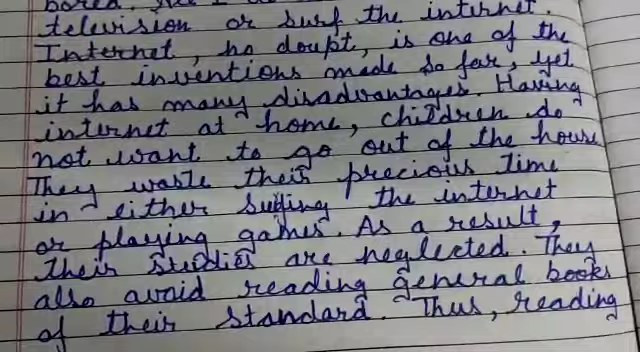 bored.
television or surf the internet.
Internet, no doupt, is one of the
best inventions made so far, yet
it has many disadvantages. Having
internet at home, children do
not want to go out of the house
They waste their precious time
in either surfing the internet
or playing games. As a result,
their studies are neglected. They
also avoid reading general books
of their standard. Thus, reading